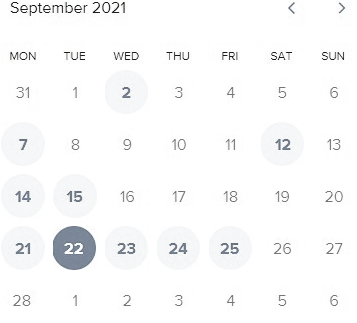 September 2021
MON TUE WED THU FRI SAT SUN
31 1 2 3 4 5 6
7 8 9 10 11 12 13
14 15 16 17 18 19 20
21 22 23 24 25 26 27
28 1 2 3 4 5 6